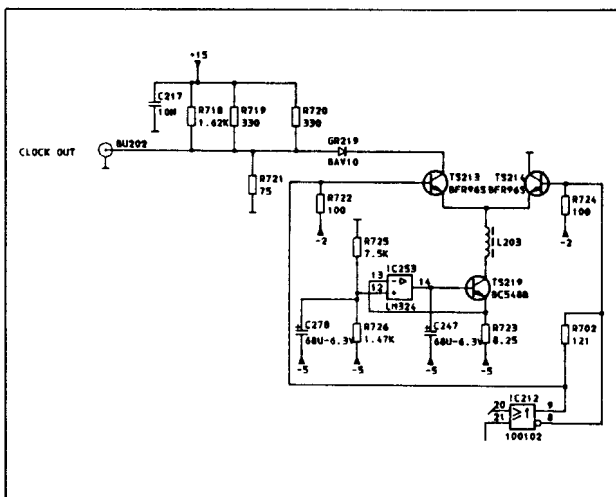 +15
C217
10N
R718
1.62K
R719
330
R720
330
CLOCK OUT
BU202
GR219
BAV10
R721
75
TS213
BFR96S
TS214
BFR96S
R722
100
-2
R724
100
-2
L203
R725
7.5K
IC253
13
12
14
LM324
TS219
BC548B
C278
68U-6.3V
R726
1.47K
C247
68U-6.3V
R723
8.25
R702
121
-5
-5
-5
-5
IC212
20
21
≥1
9
8
100102